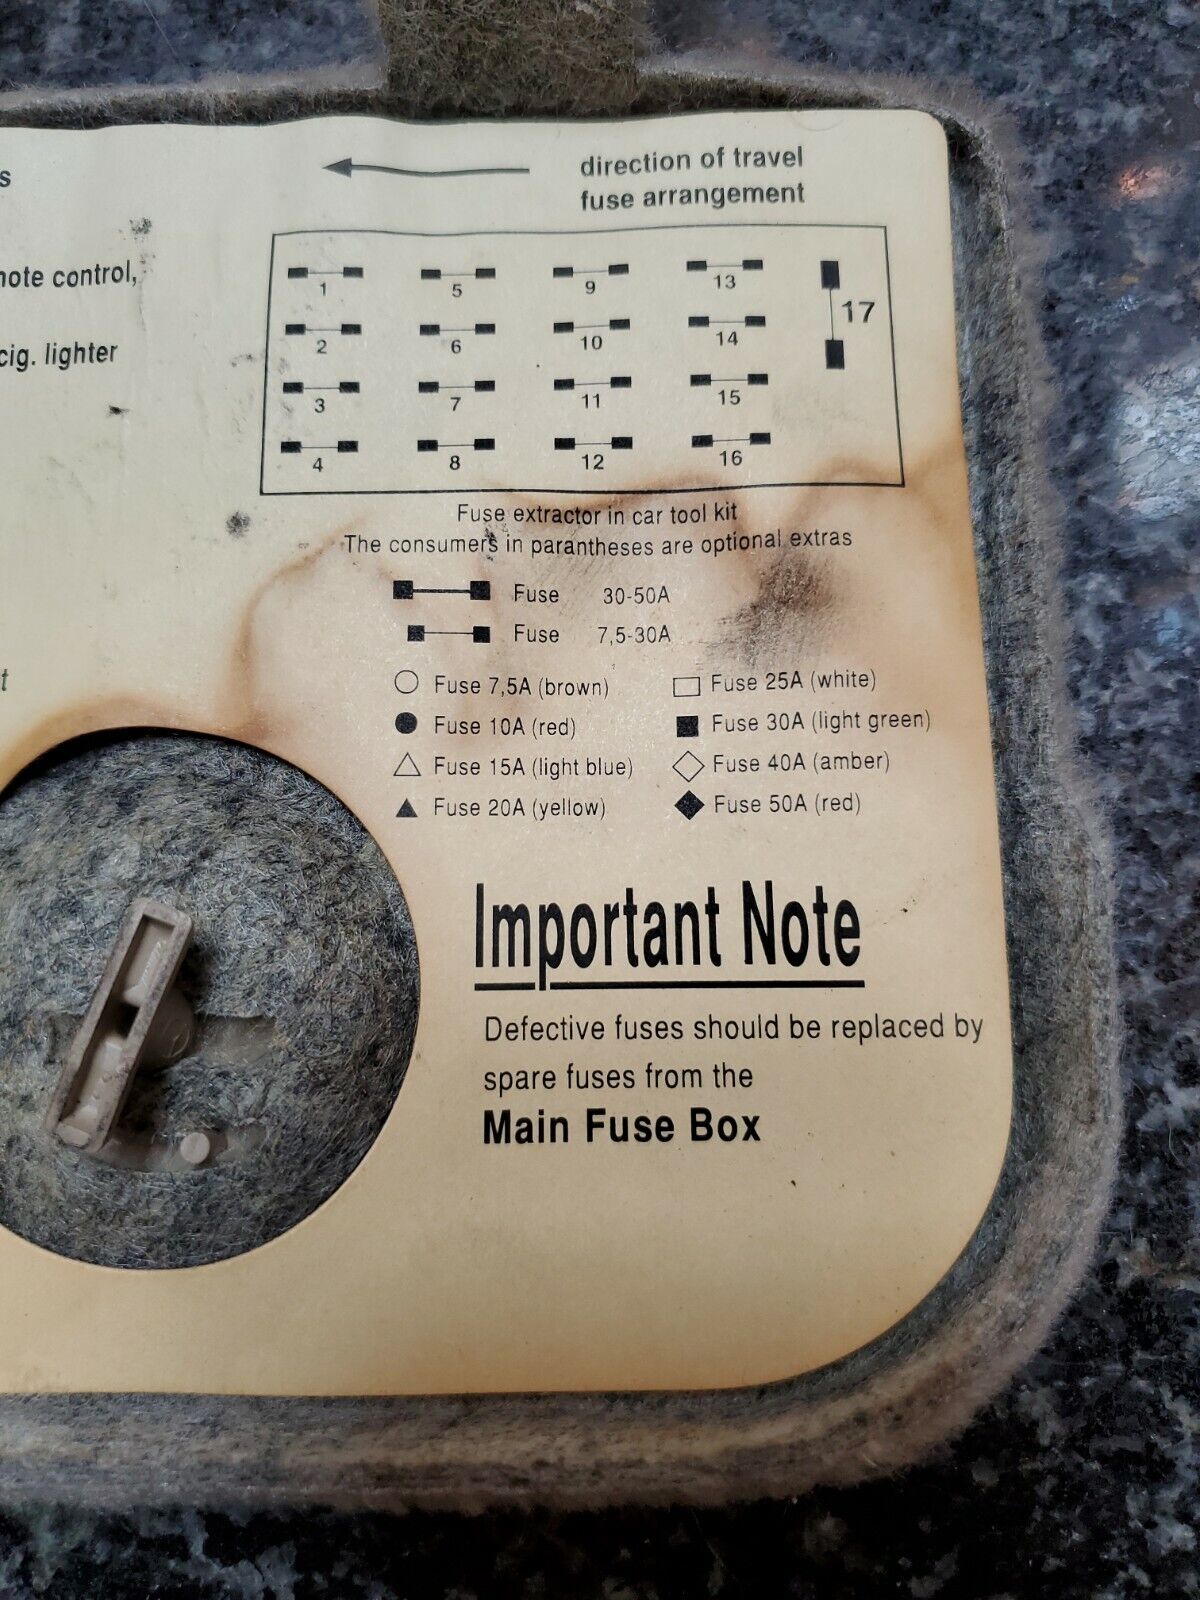 direction of travel
fuse arrangement
s
note control,
cig. lighter
t
1 5 9 13 17
2 6 10 14
3 7 11 15
4 8 12 16
Fuse extractor in car tool kit
The consumers in parantheses are optional extras
Fuse 30-50A
Fuse 7,5-30A
Fuse 7,5A (brown) Fuse 25A (white)
Fuse 10A (red) Fuse 30A (light green)
Fuse 15A (light blue) Fuse 40A (amber)
Fuse 20A (yellow) Fuse 50A (red)
Important Note
Defective fuses should be replaced by
spare fuses from the
Main Fuse Box